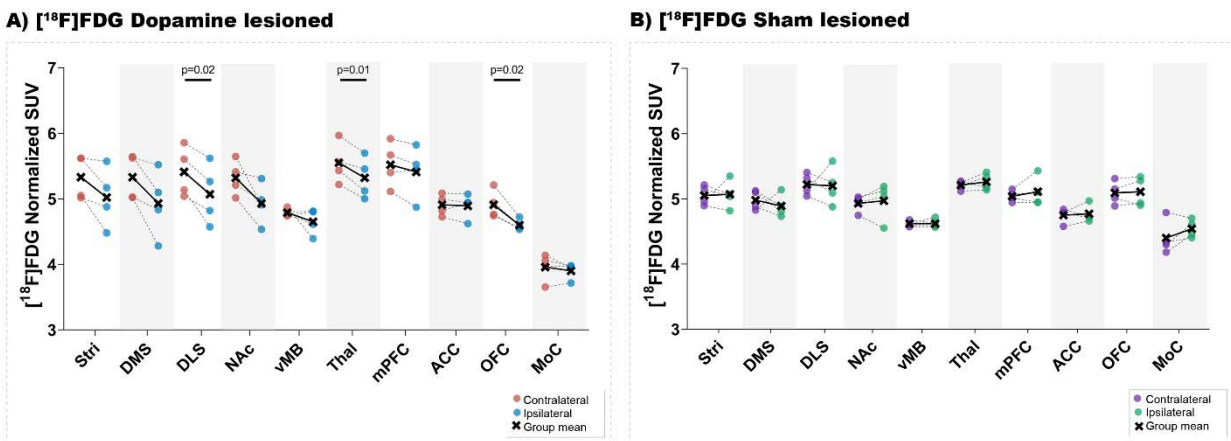 A) [¹⁸F]FDG Dopamine lesioned
[¹⁸F]FDG Normalized SUV
7
6
5
4
3
p=0.02
p=0.01
p=0.02
Stri
DMS
DLS
NAc
vMB
Thal
mPFC
ACC
OFC
MoC
Contralateral
Ipsilateral
Group mean
B) [¹⁸F]FDG Sham lesioned
[¹⁸F]FDG Normalized SUV
7
6
5
4
3
Stri
DMS
DLS
NAc
vMB
Thal
mPFC
ACC
OFC
MoC
Contralateral
Ipsilateral
Group mean